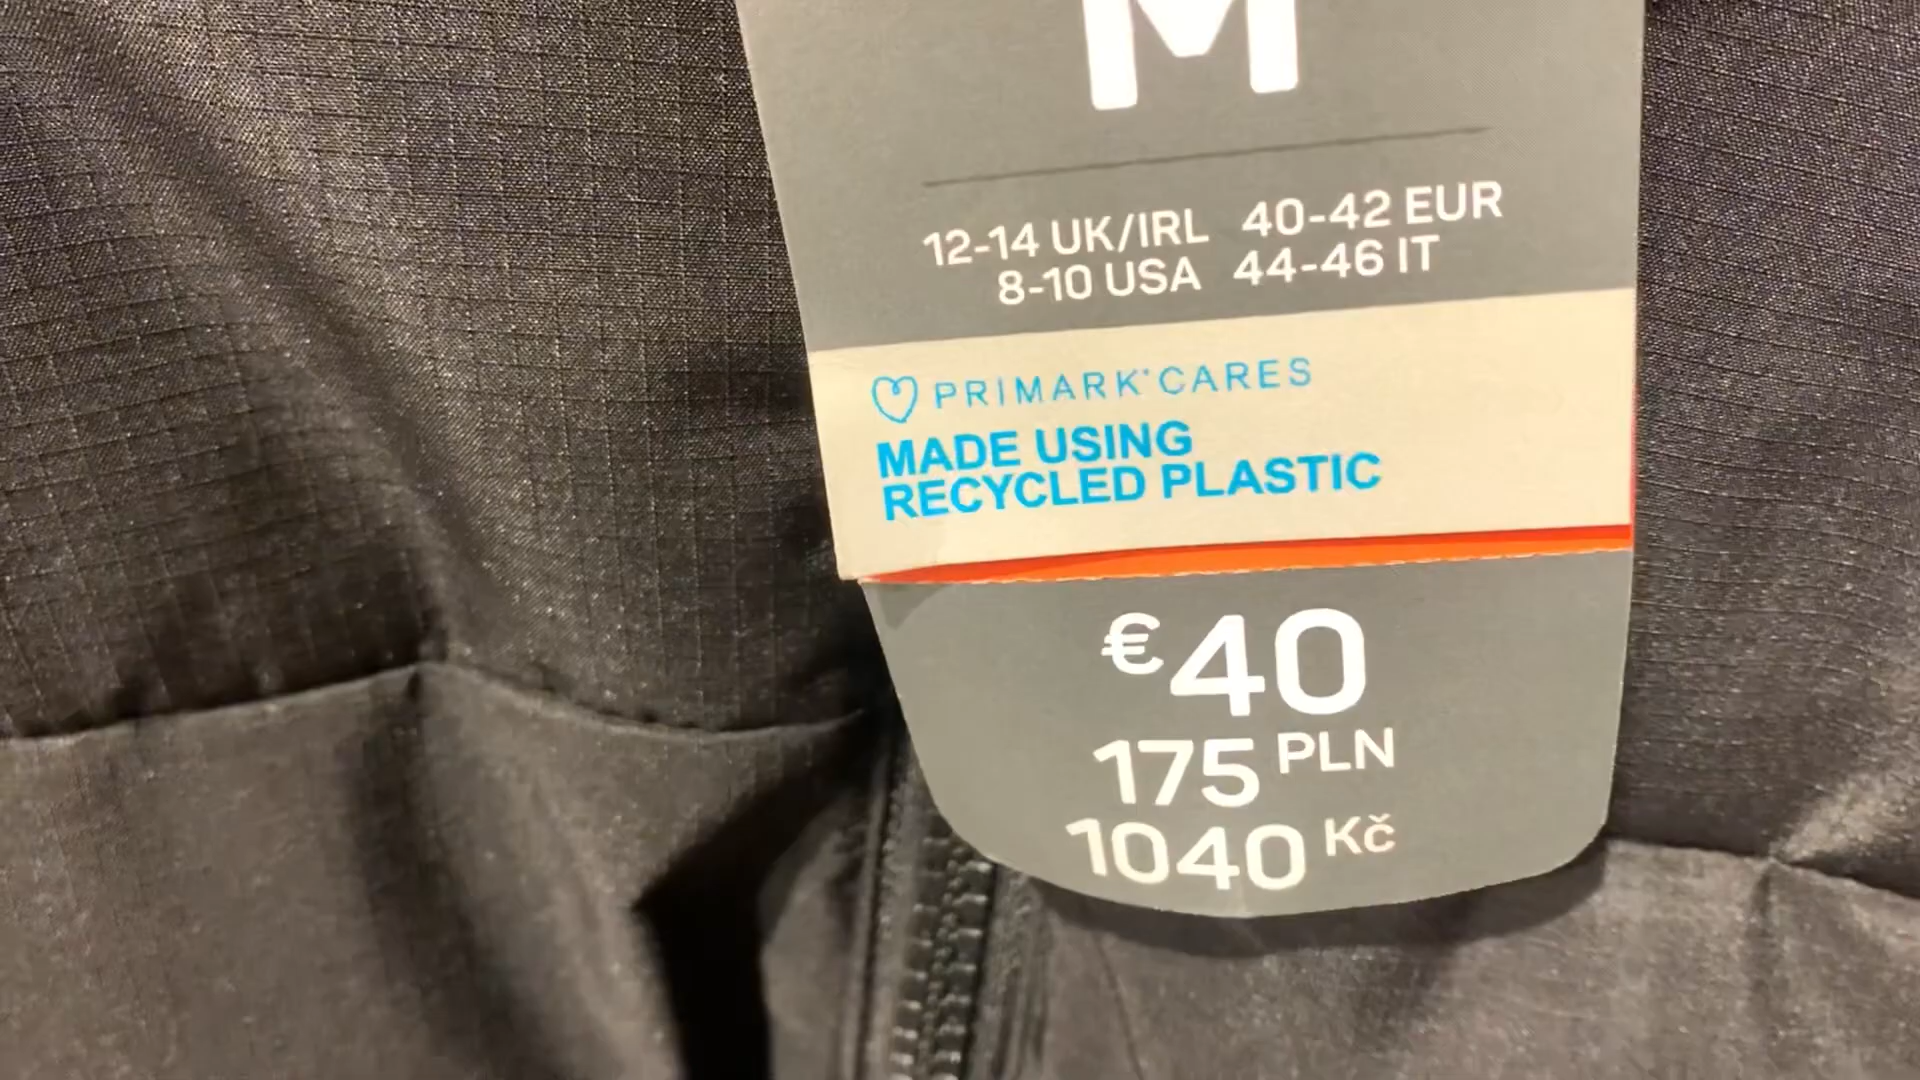 M
12-14 UK/IRL 40-42 EUR
8-10 USA 44-46 IT
PRIMARK® CARES
MADE USING
RECYCLED PLASTIC
€40
175 PLN
1040 Kč